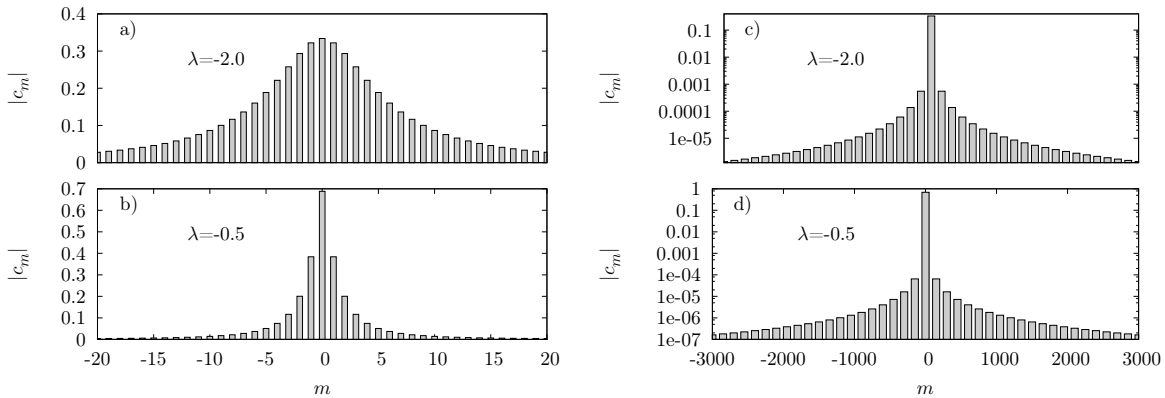 a)
λ=-2.0
|c_m|
0.4
0.3
0.2
0.1
0
b)
λ=-0.5
|c_m|
0.7
0.6
0.5
0.4
0.3
0.2
0.1
0
-20 -15 -10 -5 0 5 10 15 20
m
c)
λ=-2.0
|c_m|
0.1
0.01
0.001
0.0001
1e-05
d)
λ=-0.5
|c_m|
1
0.1
0.01
0.001
1e-04
1e-05
1e-06
1e-07
-3000 -2000 -1000 0 1000 2000 3000
m